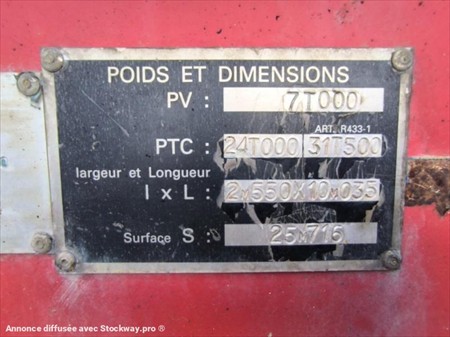 POIDS ET DIMENSIONS
PV : 7T000
ART. R433-1
PTC : 24T000 31T500
largeur et Longueur
l x L : 2M550X10M035
Surface S : 25M716
Annonce diffusée avec Stockway.pro ®